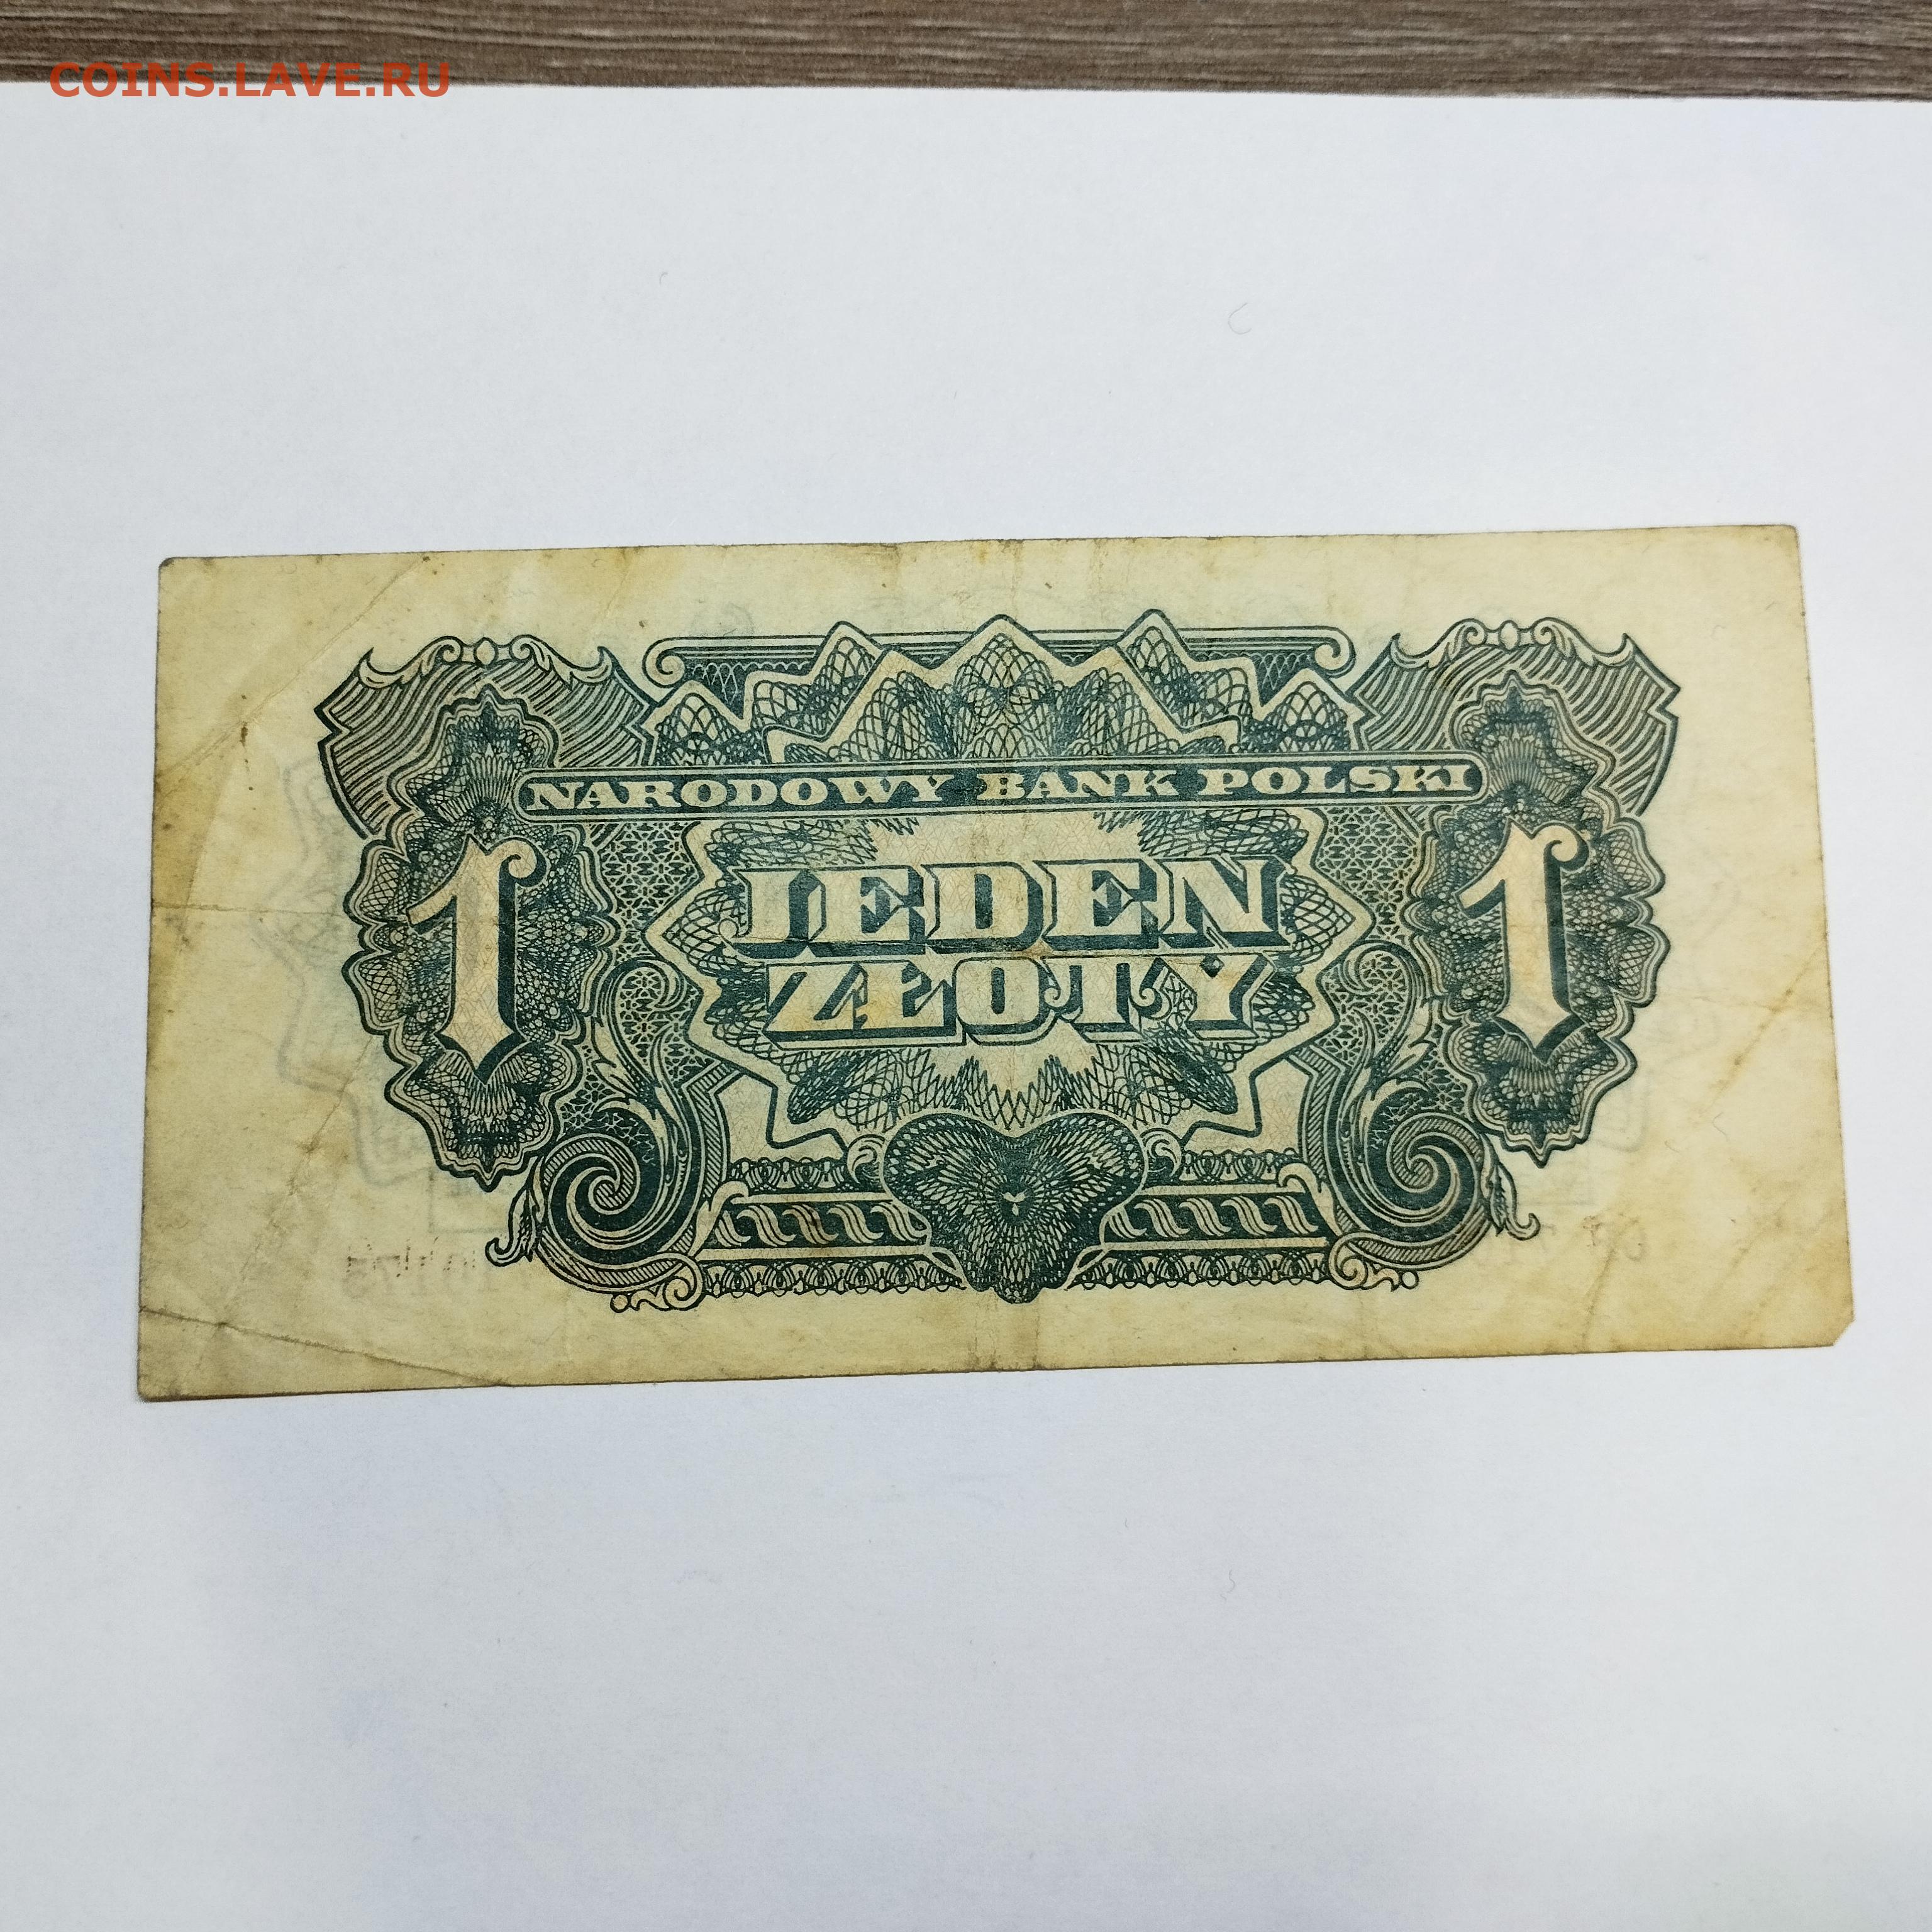 COINS.LAVE.RU
NARODOWY BANK POLSKI
1 JEDEN 1
ZŁOTY